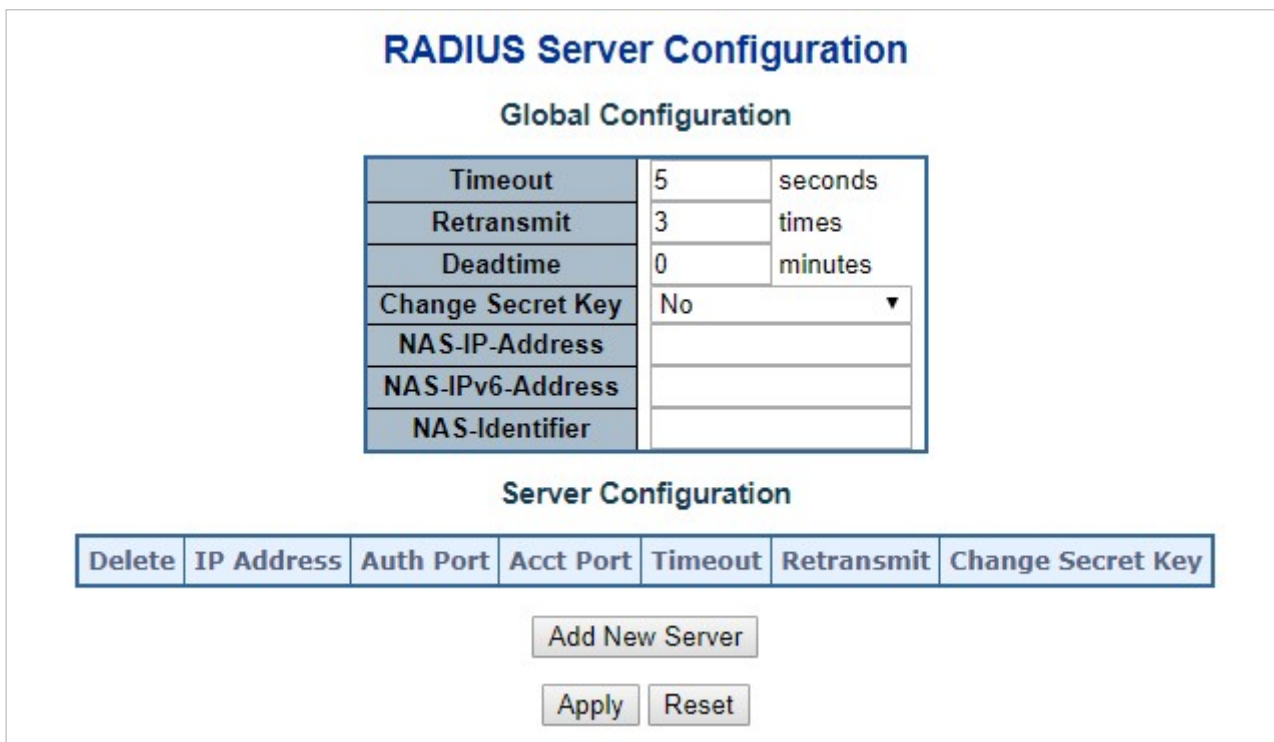 RADIUS Server Configuration
Global Configuration
Timeout 5 seconds
Retransmit 3 times
Deadtime 0 minutes
Change Secret Key No
NAS-IP-Address
NAS-IPv6-Address
NAS-Identifier
Server Configuration
Delete IP Address Auth Port Acct Port Timeout Retransmit Change Secret Key
Add New Server
Apply Reset